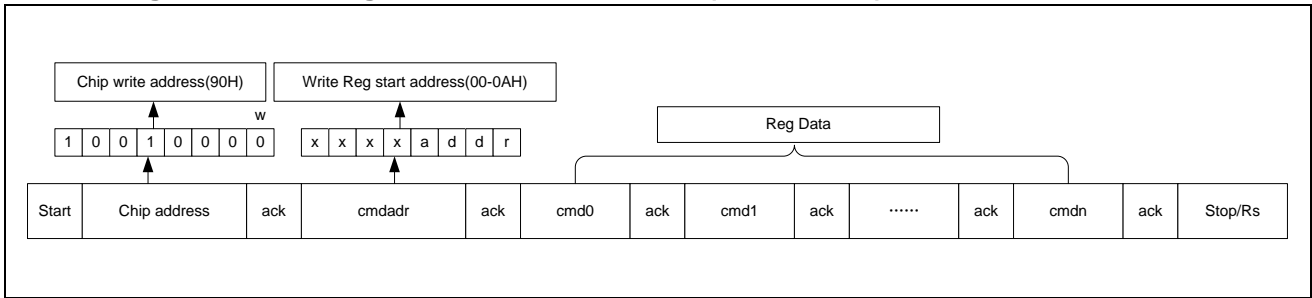 Chip write address(90H) Write Reg start address(00-0AH)
w
Reg Data
1 0 0 1 0 0 0 0 x x x x a d d r
Start Chip address ack cmdadr ack cmd0 ack cmd1 ack ...... ack cmdn ack Stop/Rs